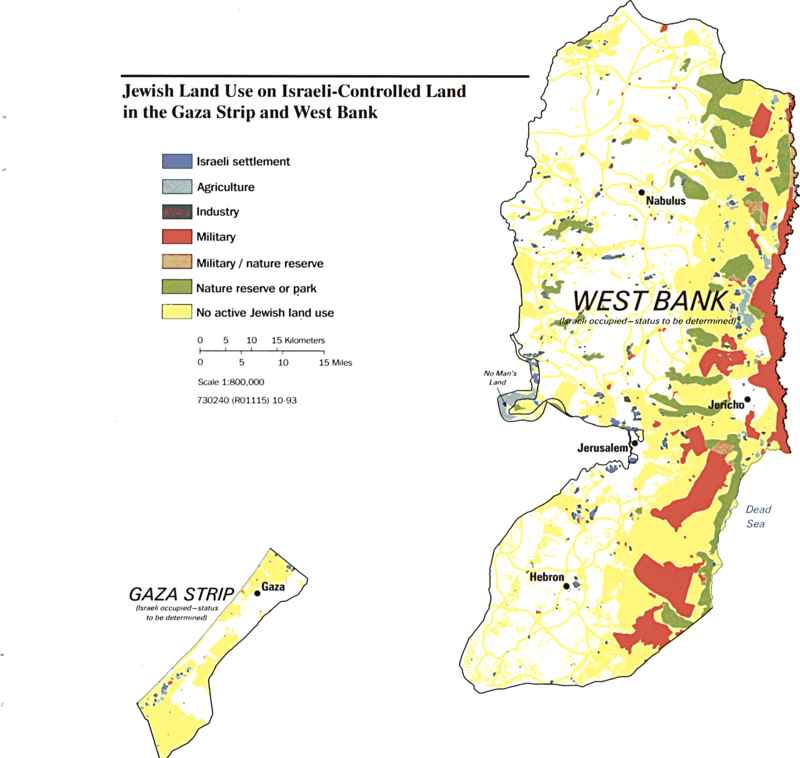 Jewish Land Use on Israeli-Controlled Land
in the Gaza Strip and West Bank
Israeli settlement
Agriculture
Industry
Military
Military / nature reserve
Nature reserve or park
No active Jewish land use
0 5 10 15 Kilometers
0 5 10 15 Miles
Scale 1:800,000
730240 (R01115) 10-93
Nabulus
WEST BANK
(Israeli occupied—status to be determined)
No Man's
Land
Jericho
Jerusalem
Dead
Sea
Hebron
GAZA STRIP
(Israeli occupied—status
to be determined)
Gaza